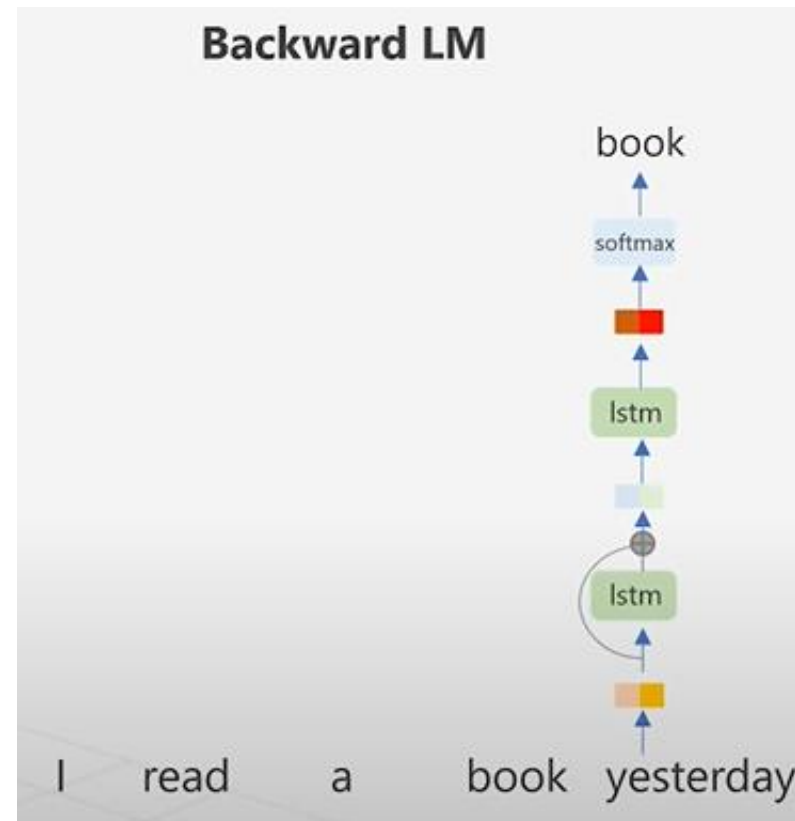 Backward LM
book
softmax
lstm
lstm
I read a book yesterday